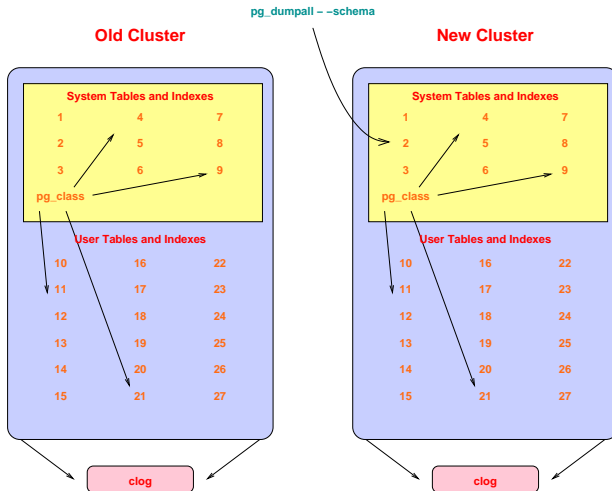 pg_dumpall – –schema
Old Cluster
New Cluster
System Tables and Indexes
1 4 7
2 5 8
3 6 9
pg_class
User Tables and Indexes
10 16 22
11 17 23
12 18 24
13 19 25
14 20 26
15 21 27
clog
System Tables and Indexes
1 4 7
2 5 8
3 6 9
pg_class
User Tables and Indexes
10 16 22
11 17 23
12 18 24
13 19 25
14 20 26
15 21 27
clog